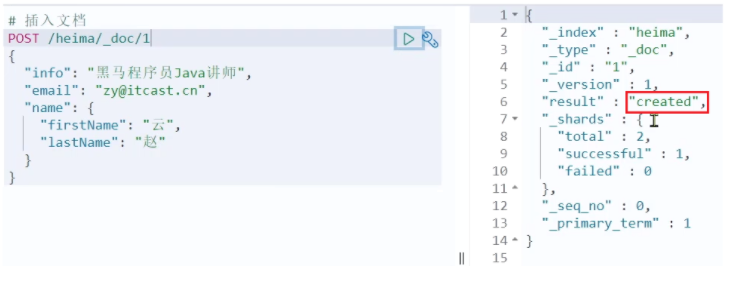 # 插入文档
POST /heima/_doc/1
{
  "info": "黑马程序员Java讲师",
  "email": "zy@itcast.cn",
  "name": {
    "firstName": "云",
    "lastName": "赵"
  }
}
1 {
2   "_index" : "heima",
3   "_type" : "_doc",
4   "_id" : "1",
5   "_version" : 1,
6   "result" : "created",
7   "_shards" : {
8     "total" : 2,
9     "successful" : 1,
10     "failed" : 0
11   },
12   "_seq_no" : 0,
13   "_primary_term" : 1
14 }
15